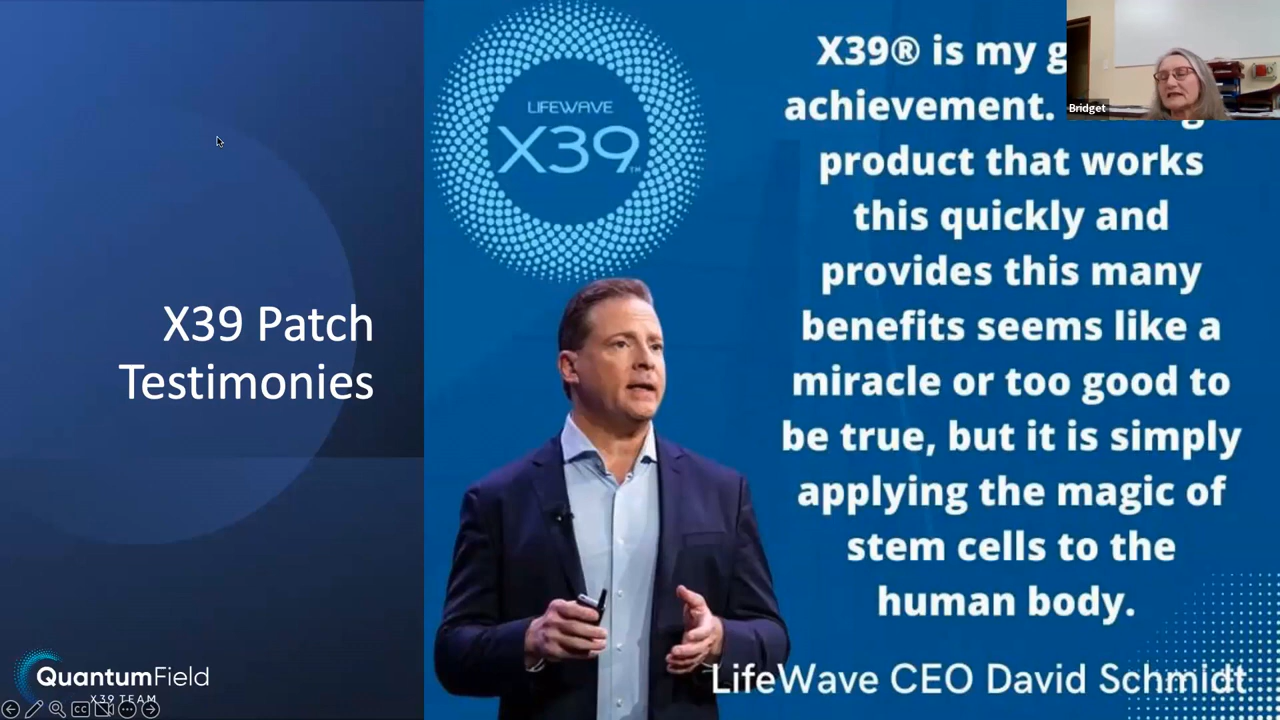 X39 Patch
Testimonies
LIFEWAVE
X39
TM
X39® is my
achievement.
product that works
this quickly and
provides this many
benefits seems like a
miracle or too good to
be true, but it is simply
applying the magic of
stem cells to the
human body.
LifeWave CEO David Schmidt
Bridget
QuantumField
X39 TEAM
CC